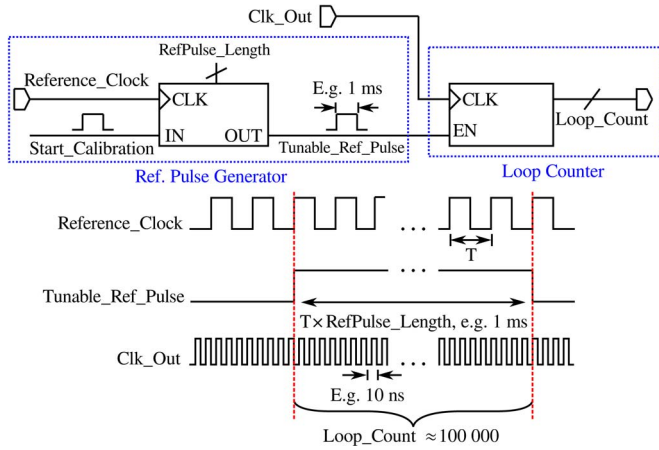 Clk_Out
RefPulse_Length
Reference_Clock
CLK
E.g. 1 ms
CLK
Loop_Count
IN
OUT
EN
Start_Calibration
Tunable_Ref_Pulse
Ref. Pulse Generator
Loop Counter
Reference_Clock
...
T
...
Tunable_Ref_Pulse
T×RefPulse_Length, e.g. 1 ms
Clk_Out
...
E.g. 10 ns
Loop_Count ≈100 000